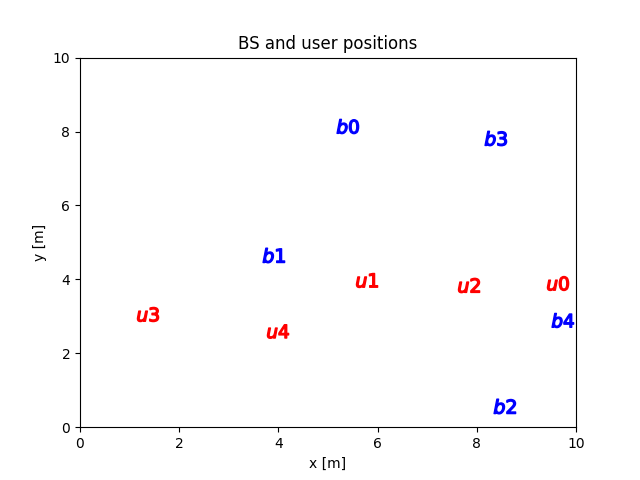 BS and user positions
10
8
6
4
2
0
y [m]
b0
b3
b1
u1
u2
u0
u3
u4
b4
b2
0 2 4 6 8 10
x [m]